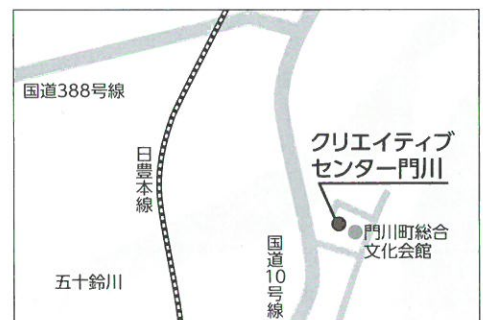 国道388号線
クリエイティブ
センター門川
日豊本線
門川町総合
文化会館
国道10号線
五十鈴川